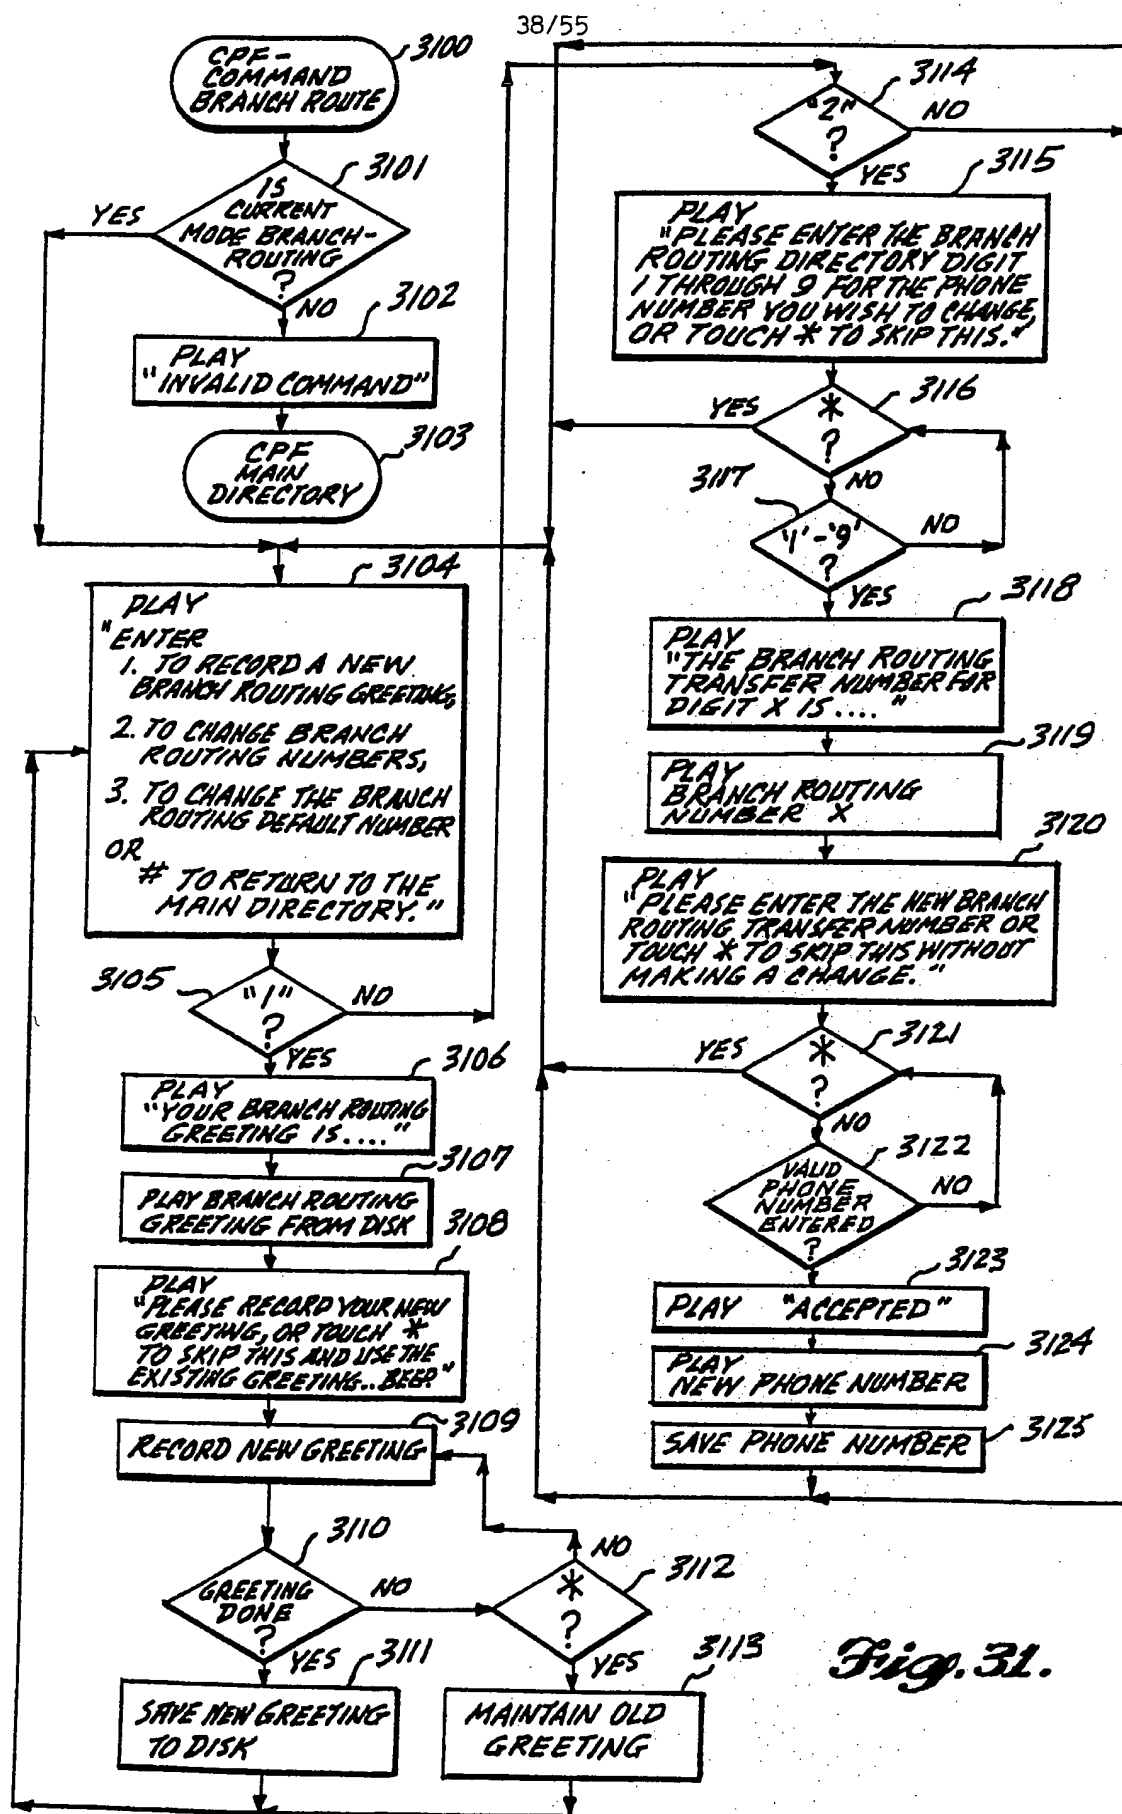 38/55
CPF-
COMMAND
BRANCH ROUTE
3100
IS
CURRENT
MODE BRANCH-
ROUTING
?
3101
YES
NO
3102
PLAY
"INVALID COMMAND"
CPF
MAIN
DIRECTORY
3103
3104
PLAY
"ENTER
1. TO RECORD A NEW
BRANCH ROUTING GREETING,
2. TO CHANGE BRANCH
ROUTING NUMBERS,
3. TO CHANGE THE BRANCH
ROUTING DEFAULT NUMBER
OR
# TO RETURN TO THE
MAIN DIRECTORY."
3105
"1"
?
NO
YES
3106
PLAY
"YOUR BRANCH ROUTING
GREETING IS...."
3107
PLAY BRANCH ROUTING
GREETING FROM DISK
3108
PLAY
"PLEASE RECORD YOUR NEW
GREETING, OR TOUCH *
TO SKIP THIS AND USE THE
EXISTING GREETING..BEEP."
3109
RECORD NEW GREETING
3110
GREETING
DONE
?
NO
YES
3111
SAVE NEW GREETING
TO DISK
NO
*
?
3112
YES
3113
MAINTAIN OLD
GREETING
"2"
?
3114
NO
YES
3115
PLAY
"PLEASE ENTER THE BRANCH
ROUTING DIRECTORY DIGIT
1 THROUGH 9 FOR THE PHONE
NUMBER YOU WISH TO CHANGE,
OR TOUCH * TO SKIP THIS."
YES
*
?
3116
NO
3117
'1'-'9'
?
NO
YES
3118
PLAY
"THE BRANCH ROUTING
TRANSFER NUMBER FOR
DIGIT X IS...."
3119
PLAY
BRANCH ROUTING
NUMBER X
3120
PLAY
"PLEASE ENTER THE NEW BRANCH
ROUTING TRANSFER NUMBER OR
TOUCH * TO SKIP THIS WITHOUT
MAKING A CHANGE."
YES
*
?
3121
NO
3122
VALID
PHONE
NUMBER
ENTERED
?
NO
YES
3123
PLAY "ACCEPTED"
3124
PLAY
NEW PHONE NUMBER
SAVE PHONE NUMBER
3125
Fig. 31.